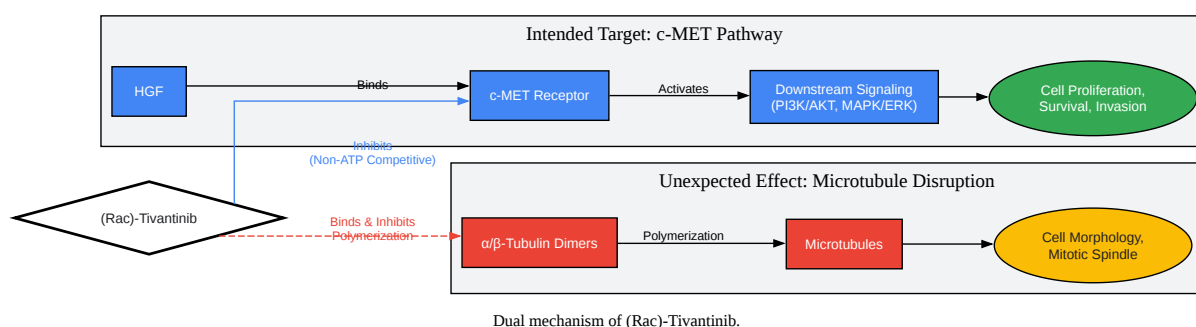 Intended Target: c-MET Pathway
HGF
Binds
c-MET Receptor
Activates
Downstream Signaling
(PI3K/AKT, MAPK/ERK)
Cell Proliferation,
Survival, Invasion
Inhibits
(Non-ATP Competitive)
Unexpected Effect: Microtubule Disruption
(Rac)-Tivantinib
Binds & Inhibits
Polymerization
α/β-Tubulin Dimers
Polymerization
Microtubules
Cell Morphology,
Mitotic Spindle
Dual mechanism of (Rac)-Tivantinib.